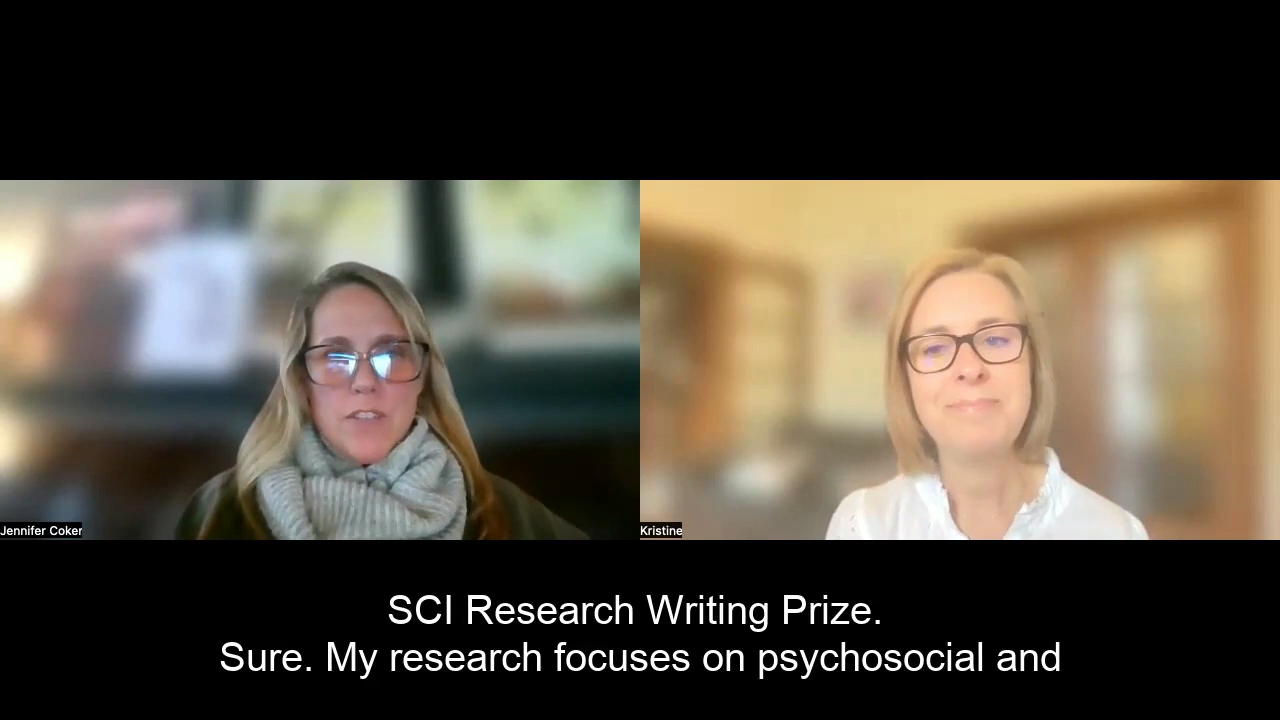 Jennifer Coker
Kristine
SCI Research Writing Prize.
Sure. My research focuses on psychosocial and